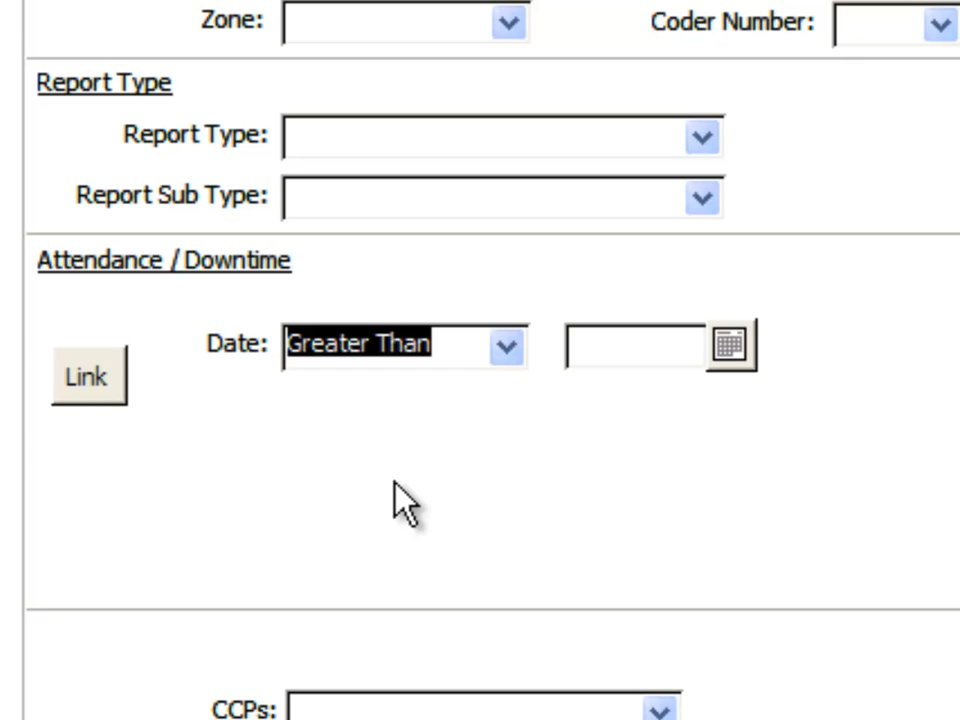 Zone: Coder Number:
Report Type
Report Type:
Report Sub Type:
Attendance / Downtime
Date: Greater Than
Link
CCPs: